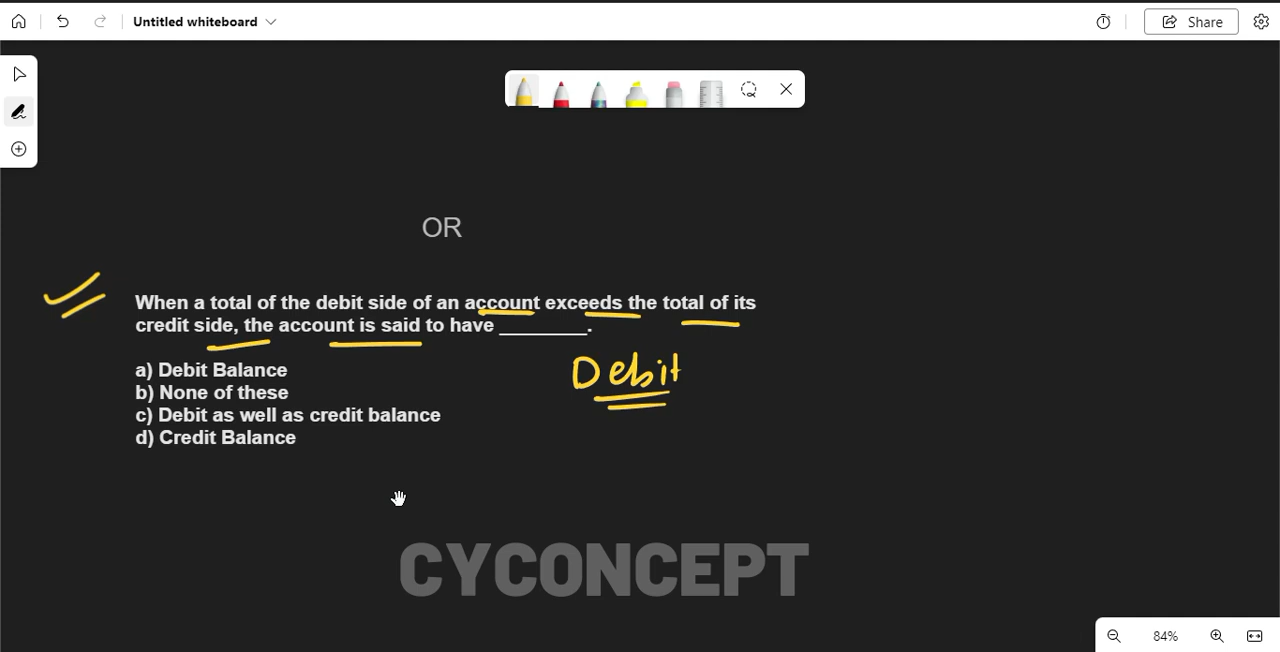 Untitled whiteboard
Share
OR
When a total of the debit side of an account exceeds the total of its
credit side, the account is said to have ________.
Debit
a) Debit Balance
b) None of these
c) Debit as well as credit balance
d) Credit Balance
CYCONCEPT
84%